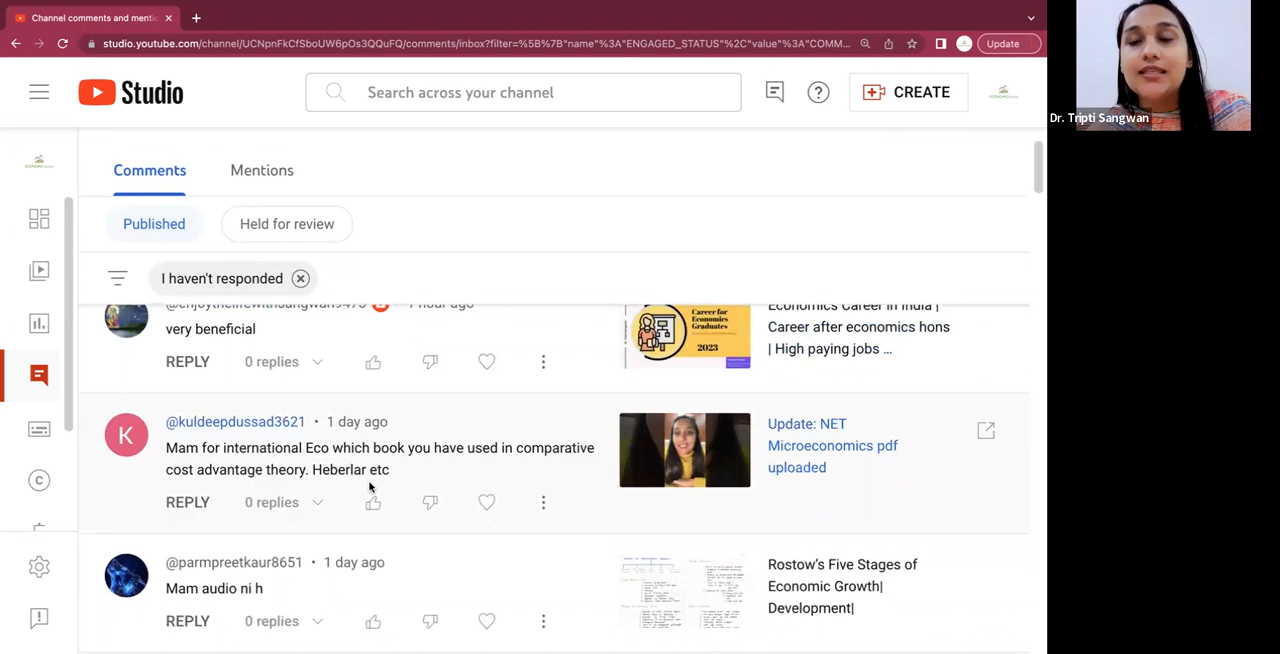 Channel comments and mentic
studio.youtube.com/channel/UCNpnFkCfSboUW6pOs3QQuFQ/comments/inbox?filter=%5B%7B"name"%3A"ENGAGED_STATUS"%2C"value"%3A"COMM...
Update
Studio
Search across your channel
CREATE
Dr. Tripti Sangwan
Comments
Mentions
Published
Held for review
I haven't responded
1 hour ago
very beneficial
REPLY
0 replies
Career for
Economics
Graduates
2023
Economics Career in India |
Career after economics hons
| High paying jobs ...
K
@kuldeepdussad3621 • 1 day ago
Mam for international Eco which book you have used in comparative
cost advantage theory. Heberlar etc
REPLY
0 replies
Update: NET
Microeconomics pdf
uploaded
@parmpreetkaur8651 • 1 day ago
Mam audio ni h
REPLY
0 replies
Rostow's Five Stages of
Economic Growth|
Development|